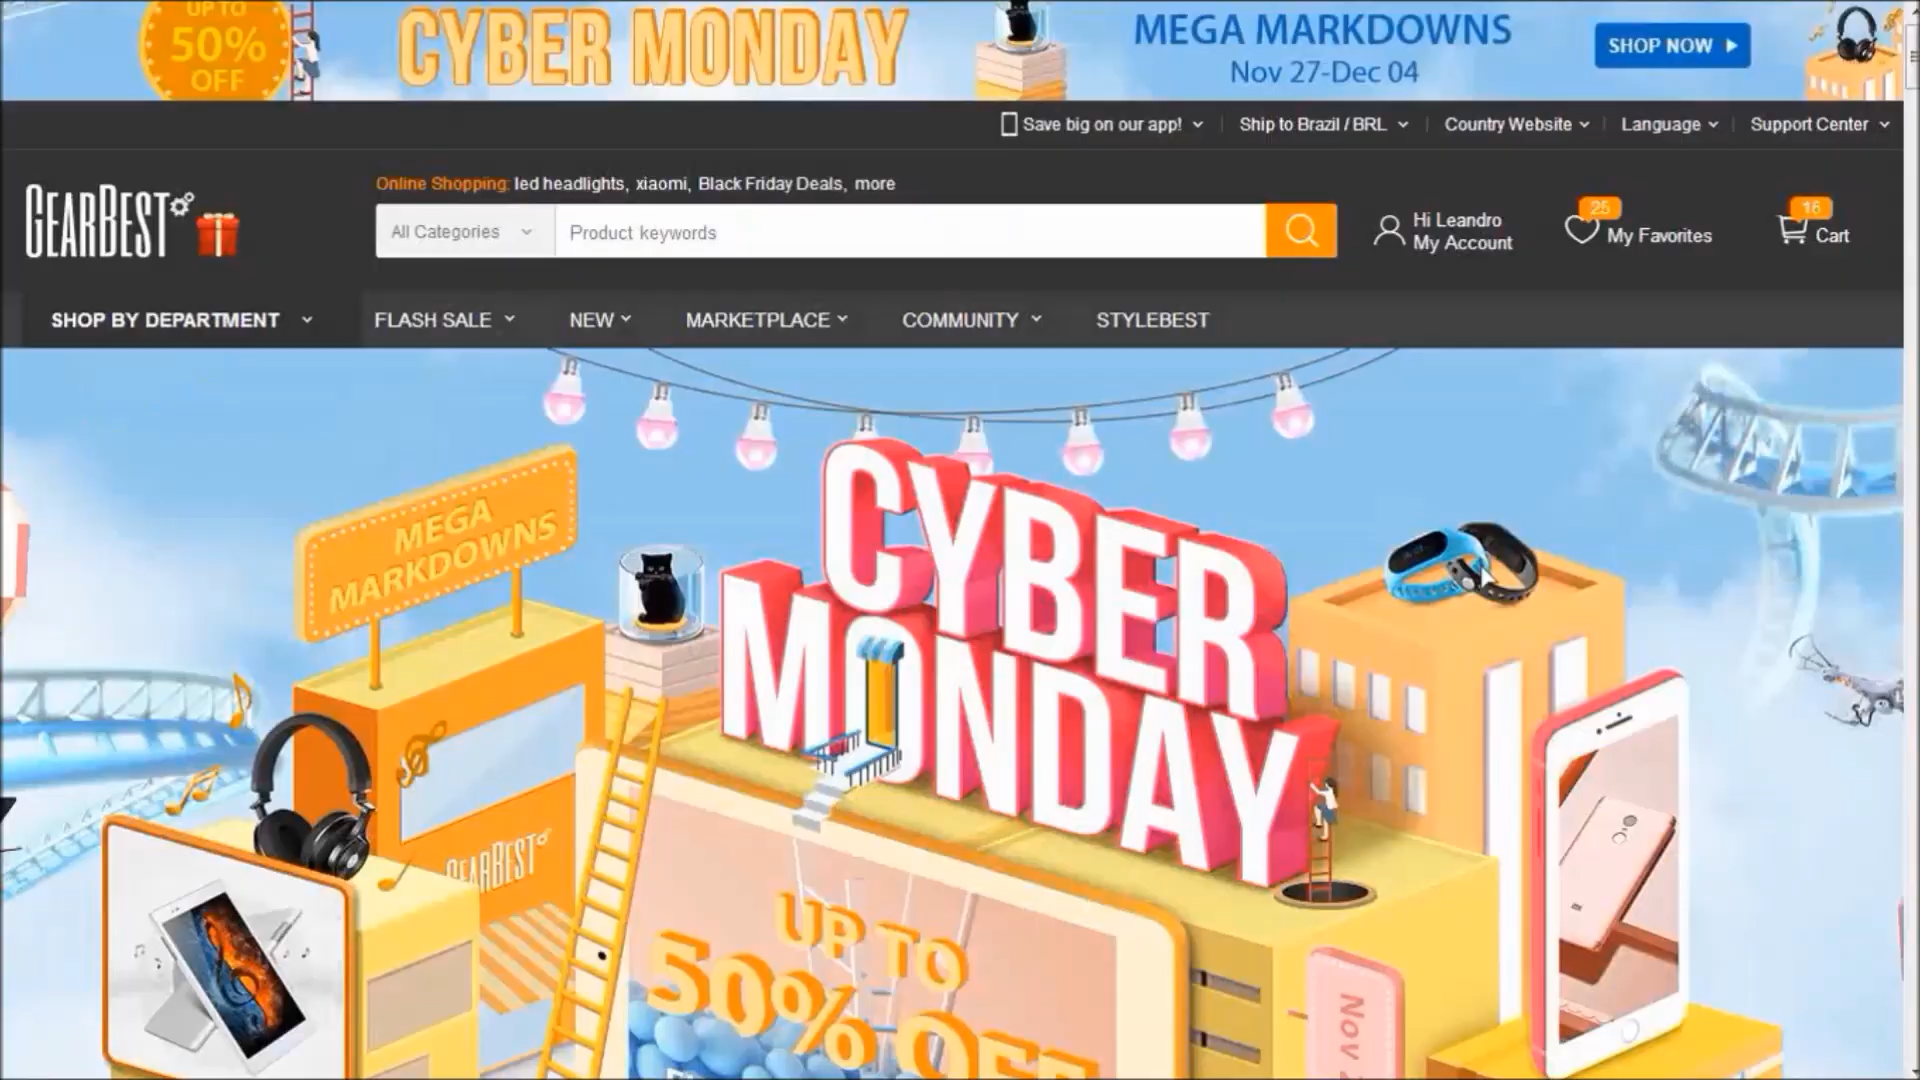 UP TO
50%
OFF
CYBER MONDAY
MEGA MARKDOWNS
Nov 27-Dec 04
SHOP NOW
Save big on our app!
Ship to Brazil / BRL
Country Website
Language
Support Center
GEARBEST
Online Shopping: led headlights, xiaomi, Black Friday Deals, more
All Categories
Product keywords
Hi Leandro
My Account
25
My Favorites
16
Cart
SHOP BY DEPARTMENT
FLASH SALE
NEW
MARKETPLACE
COMMUNITY
STYLEBEST
MEGA
MARKDOWNS
CYBER
MONDAY
GEARBEST
UP TO
50% OFF
Nov